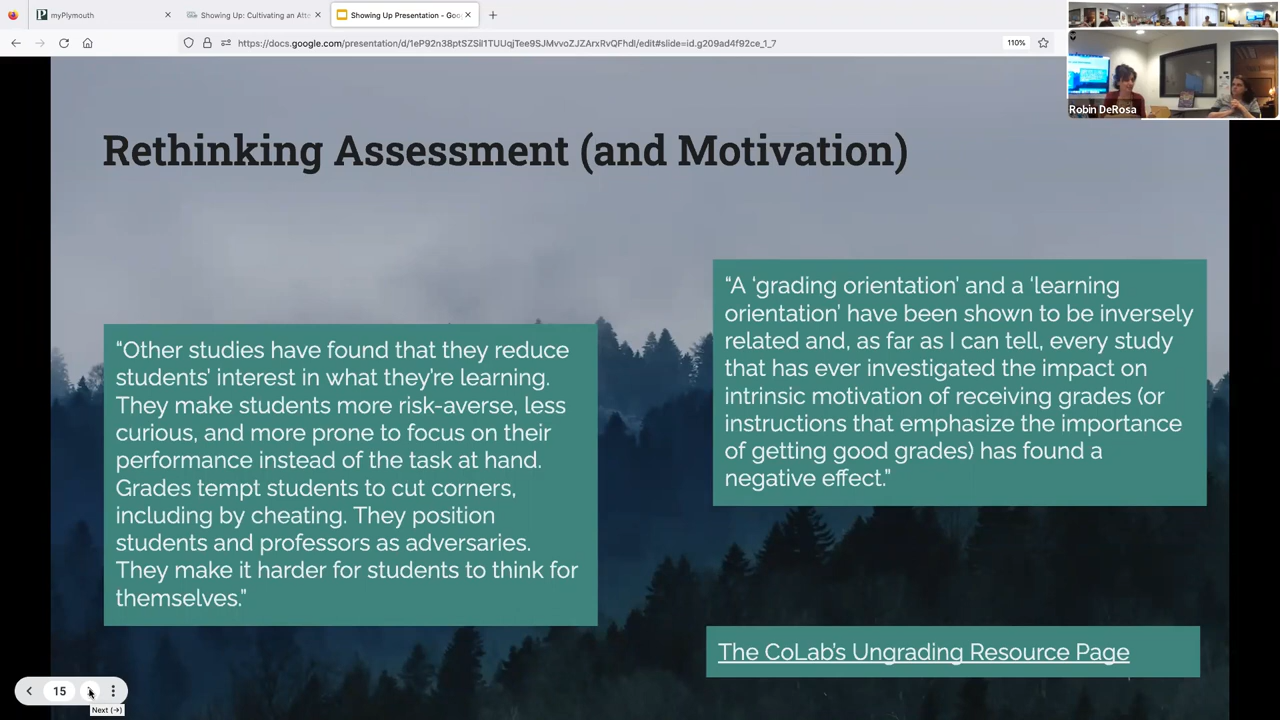 myPlymouth
Showing Up: Cultivating an Atte
Showing Up Presentation - Goo
https://docs.google.com/presentation/d/1eP92n38ptSZSiI1TUUqjTee9SJMvvoZJZArxRvQFhdI/edit#slide=id.g209ad4f92ce_1_7
110%
Robin DeRosa
Rethinking Assessment (and Motivation)
“Other studies have found that they reduce
students’ interest in what they’re learning.
They make students more risk-averse, less
curious, and more prone to focus on their
performance instead of the task at hand.
Grades tempt students to cut corners,
including by cheating. They position
students and professors as adversaries.
They make it harder for students to think for
themselves.”
“A ‘grading orientation’ and a ‘learning
orientation’ have been shown to be inversely
related and, as far as I can tell, every study
that has ever investigated the impact on
intrinsic motivation of receiving grades (or
instructions that emphasize the importance
of getting good grades) has found a
negative effect.”
The CoLab’s Ungrading Resource Page
15
Next (→)